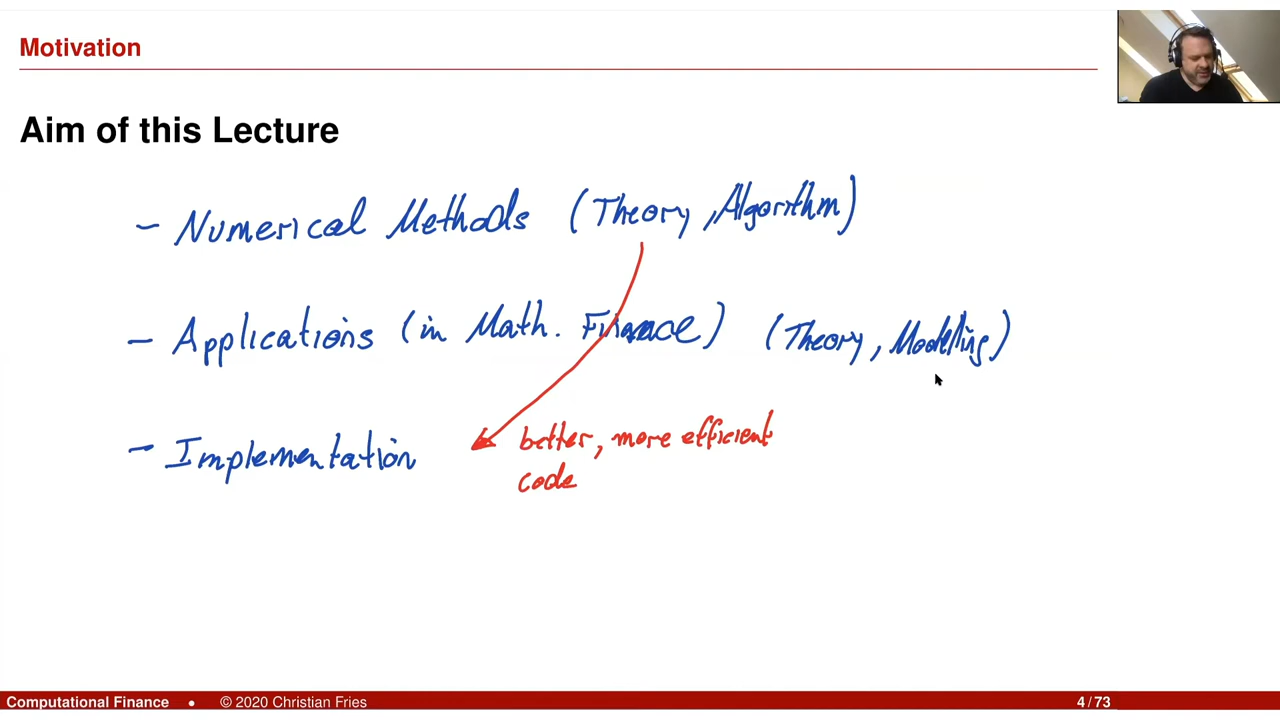 Motivation
Aim of this Lecture
- Numerical Methods (Theory, Algorithm)
- Applications (in Math. Finance) (Theory, Modelling)
- Implementation
better, more efficient
code
Computational Finance • © 2020 Christian Fries 4/73